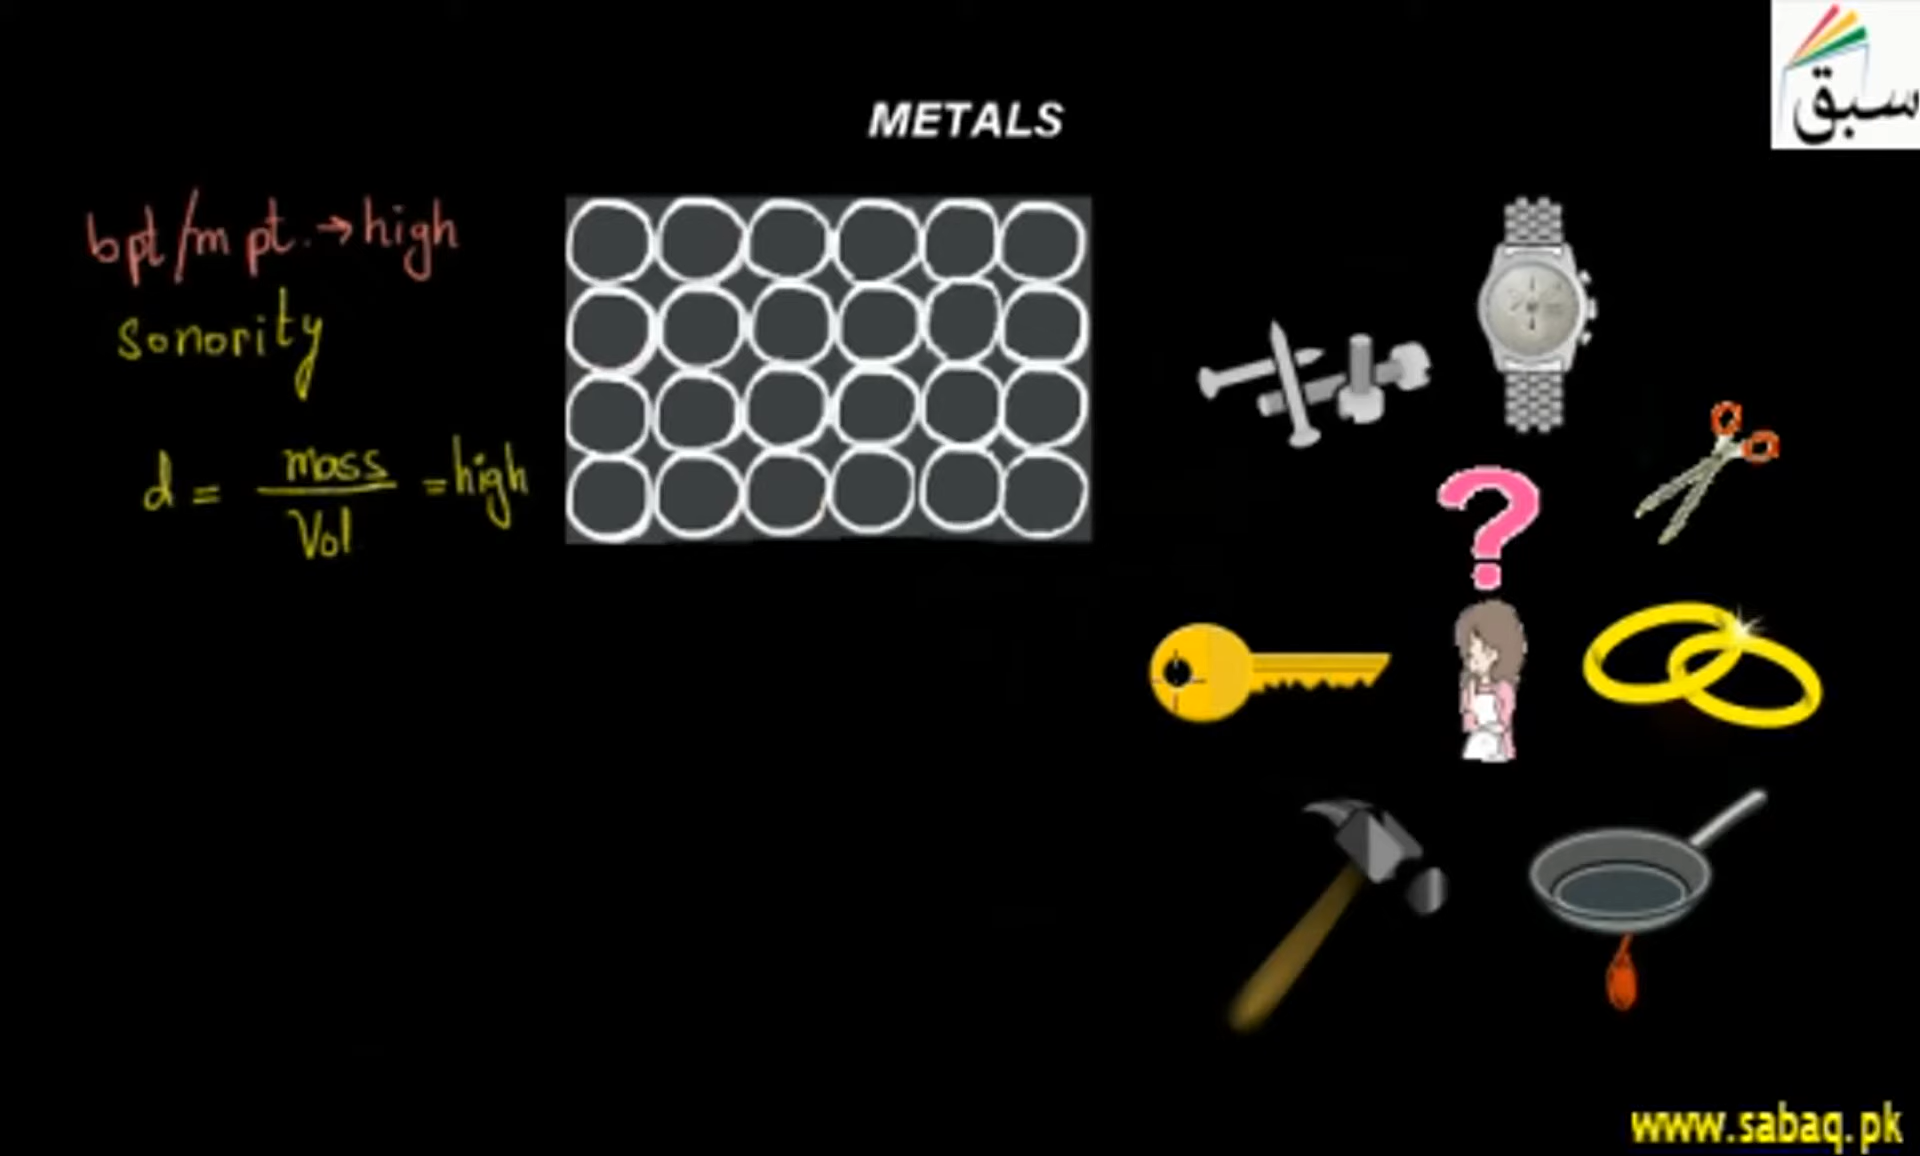 سبق
METALS
bpt/m pt. → high
sonority
d = mass / Vol = high
?
www.sabaq.pk